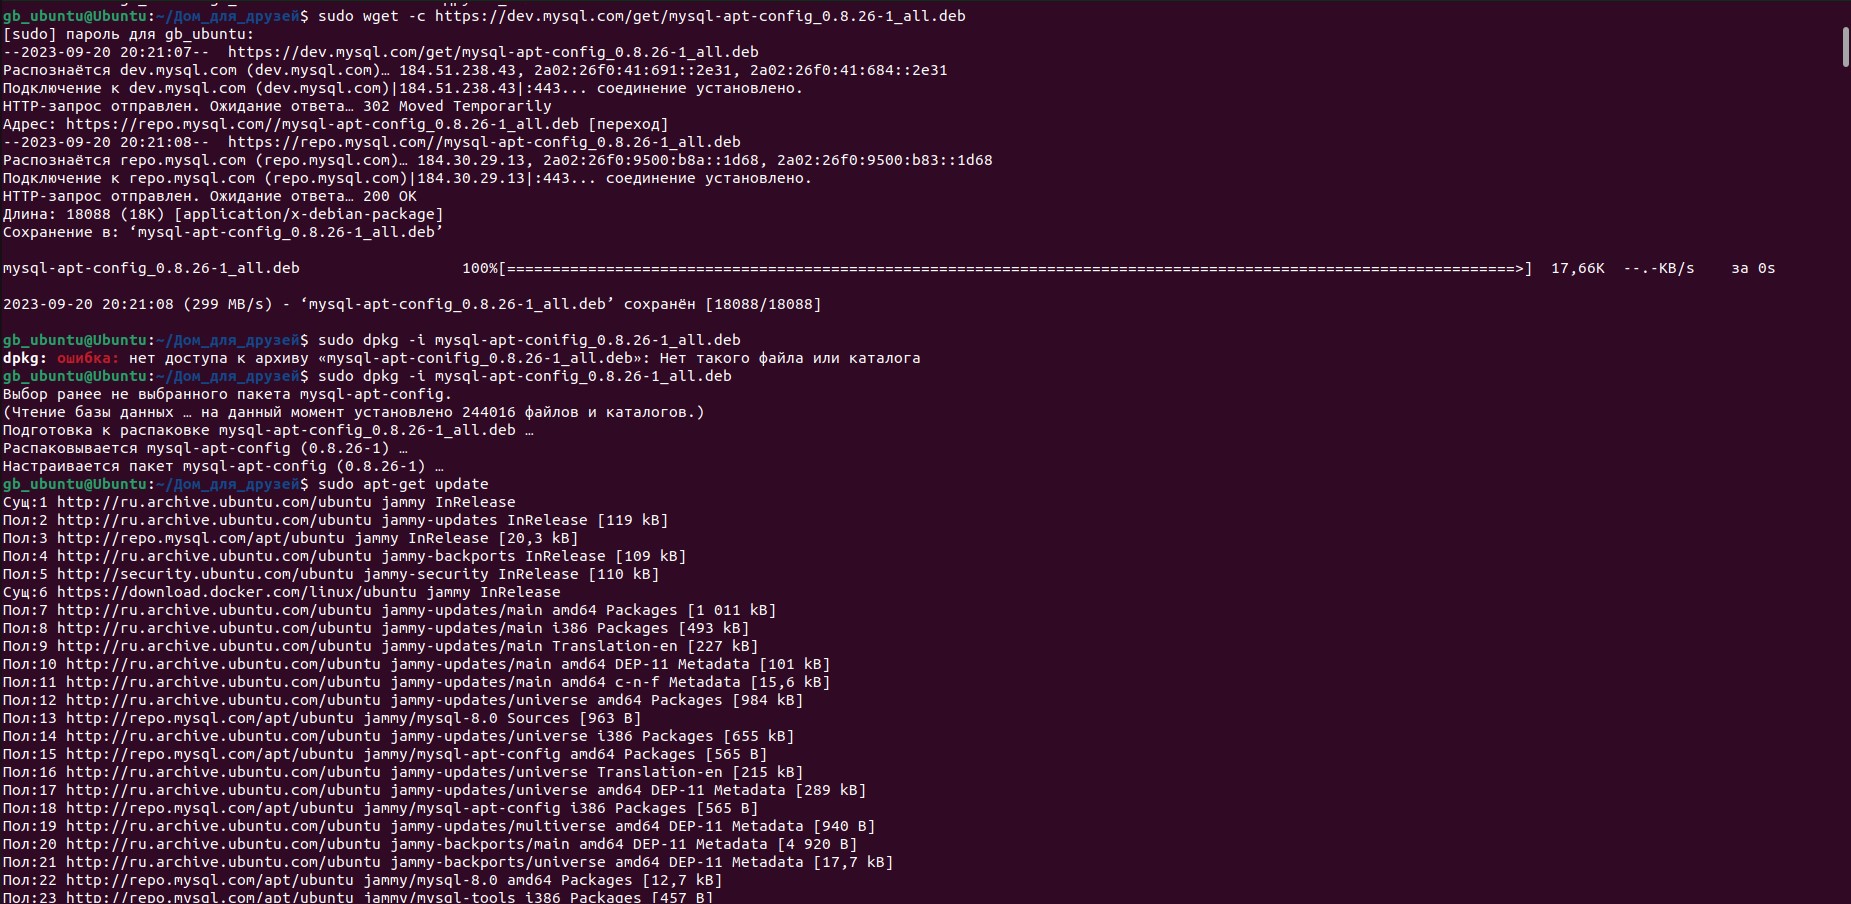 gb_ubuntu@Ubuntu:~/Дом_для_друзей$ sudo wget -c https://dev.mysql.com/get/mysql-apt-config_0.8.26-1_all.deb
[sudo] пароль для gb_ubuntu:
--2023-09-20 20:21:07--  https://dev.mysql.com/get/mysql-apt-config_0.8.26-1_all.deb
Распознаётся dev.mysql.com (dev.mysql.com)… 184.51.238.43, 2a02:26f0:41:691::2e31, 2a02:26f0:41:684::2e31
Подключение к dev.mysql.com (dev.mysql.com)|184.51.238.43|:443... соединение установлено.
HTTP-запрос отправлен. Ожидание ответа… 302 Moved Temporarily
Адрес: https://repo.mysql.com//mysql-apt-config_0.8.26-1_all.deb [переход]
--2023-09-20 20:21:08--  https://repo.mysql.com//mysql-apt-config_0.8.26-1_all.deb
Распознаётся repo.mysql.com (repo.mysql.com)… 184.30.29.13, 2a02:26f0:9500:b8a::1d68, 2a02:26f0:9500:b83::1d68
Подключение к repo.mysql.com (repo.mysql.com)|184.30.29.13|:443... соединение установлено.
HTTP-запрос отправлен. Ожидание ответа… 200 OK
Длина: 18088 (18K) [application/x-debian-package]
Сохранение в: ‘mysql-apt-config_0.8.26-1_all.deb’
mysql-apt-config_0.8.26-1_all.deb                  100%[================================================================================================================>]  17,66K  --.-KB/s    за 0s
2023-09-20 20:21:08 (299 MB/s) - ‘mysql-apt-config_0.8.26-1_all.deb’ сохранён [18088/18088]
gb_ubuntu@Ubuntu:~/Дом_для_друзей$ sudo dpkg -i mysql-apt-conifig_0.8.26-1_all.deb
dpkg: ошибка: нет доступа к архиву «mysql-apt-conifig_0.8.26-1_all.deb»: Нет такого файла или каталога
gb_ubuntu@Ubuntu:~/Дом_для_друзей$ sudo dpkg -i mysql-apt-config_0.8.26-1_all.deb
Выбор ранее не выбранного пакета mysql-apt-config.
(Чтение базы данных … на данный момент установлено 244016 файлов и каталогов.)
Подготовка к распаковке mysql-apt-config_0.8.26-1_all.deb …
Распаковывается mysql-apt-config (0.8.26-1) …
Настраивается пакет mysql-apt-config (0.8.26-1) …
gb_ubuntu@Ubuntu:~/Дом_для_друзей$ sudo apt-get update
Сущ:1 http://ru.archive.ubuntu.com/ubuntu jammy InRelease
Пол:2 http://ru.archive.ubuntu.com/ubuntu jammy-updates InRelease [119 kB]
Пол:3 http://repo.mysql.com/apt/ubuntu jammy InRelease [20,3 kB]
Пол:4 http://ru.archive.ubuntu.com/ubuntu jammy-backports InRelease [109 kB]
Пол:5 http://security.ubuntu.com/ubuntu jammy-security InRelease [110 kB]
Сущ:6 https://download.docker.com/linux/ubuntu jammy InRelease
Пол:7 http://ru.archive.ubuntu.com/ubuntu jammy-updates/main amd64 Packages [1 011 kB]
Пол:8 http://ru.archive.ubuntu.com/ubuntu jammy-updates/main i386 Packages [493 kB]
Пол:9 http://ru.archive.ubuntu.com/ubuntu jammy-updates/main Translation-en [227 kB]
Пол:10 http://ru.archive.ubuntu.com/ubuntu jammy-updates/main amd64 DEP-11 Metadata [101 kB]
Пол:11 http://ru.archive.ubuntu.com/ubuntu jammy-updates/main amd64 c-n-f Metadata [15,6 kB]
Пол:12 http://ru.archive.ubuntu.com/ubuntu jammy-updates/universe amd64 Packages [984 kB]
Пол:13 http://repo.mysql.com/apt/ubuntu jammy/mysql-8.0 Sources [963 B]
Пол:14 http://ru.archive.ubuntu.com/ubuntu jammy-updates/universe i386 Packages [655 kB]
Пол:15 http://repo.mysql.com/apt/ubuntu jammy/mysql-apt-config amd64 Packages [565 B]
Пол:16 http://ru.archive.ubuntu.com/ubuntu jammy-updates/universe Translation-en [215 kB]
Пол:17 http://ru.archive.ubuntu.com/ubuntu jammy-updates/universe amd64 DEP-11 Metadata [289 kB]
Пол:18 http://repo.mysql.com/apt/ubuntu jammy/mysql-apt-config i386 Packages [565 B]
Пол:19 http://ru.archive.ubuntu.com/ubuntu jammy-updates/multiverse amd64 DEP-11 Metadata [940 B]
Пол:20 http://ru.archive.ubuntu.com/ubuntu jammy-backports/main amd64 DEP-11 Metadata [4 920 B]
Пол:21 http://ru.archive.ubuntu.com/ubuntu jammy-backports/universe amd64 DEP-11 Metadata [17,7 kB]
Пол:22 http://repo.mysql.com/apt/ubuntu jammy/mysql-8.0 amd64 Packages [12,7 kB]
Пол:23 http://repo.mysql.com/apt/ubuntu jammy/mysql-tools i386 Packages [457 B]